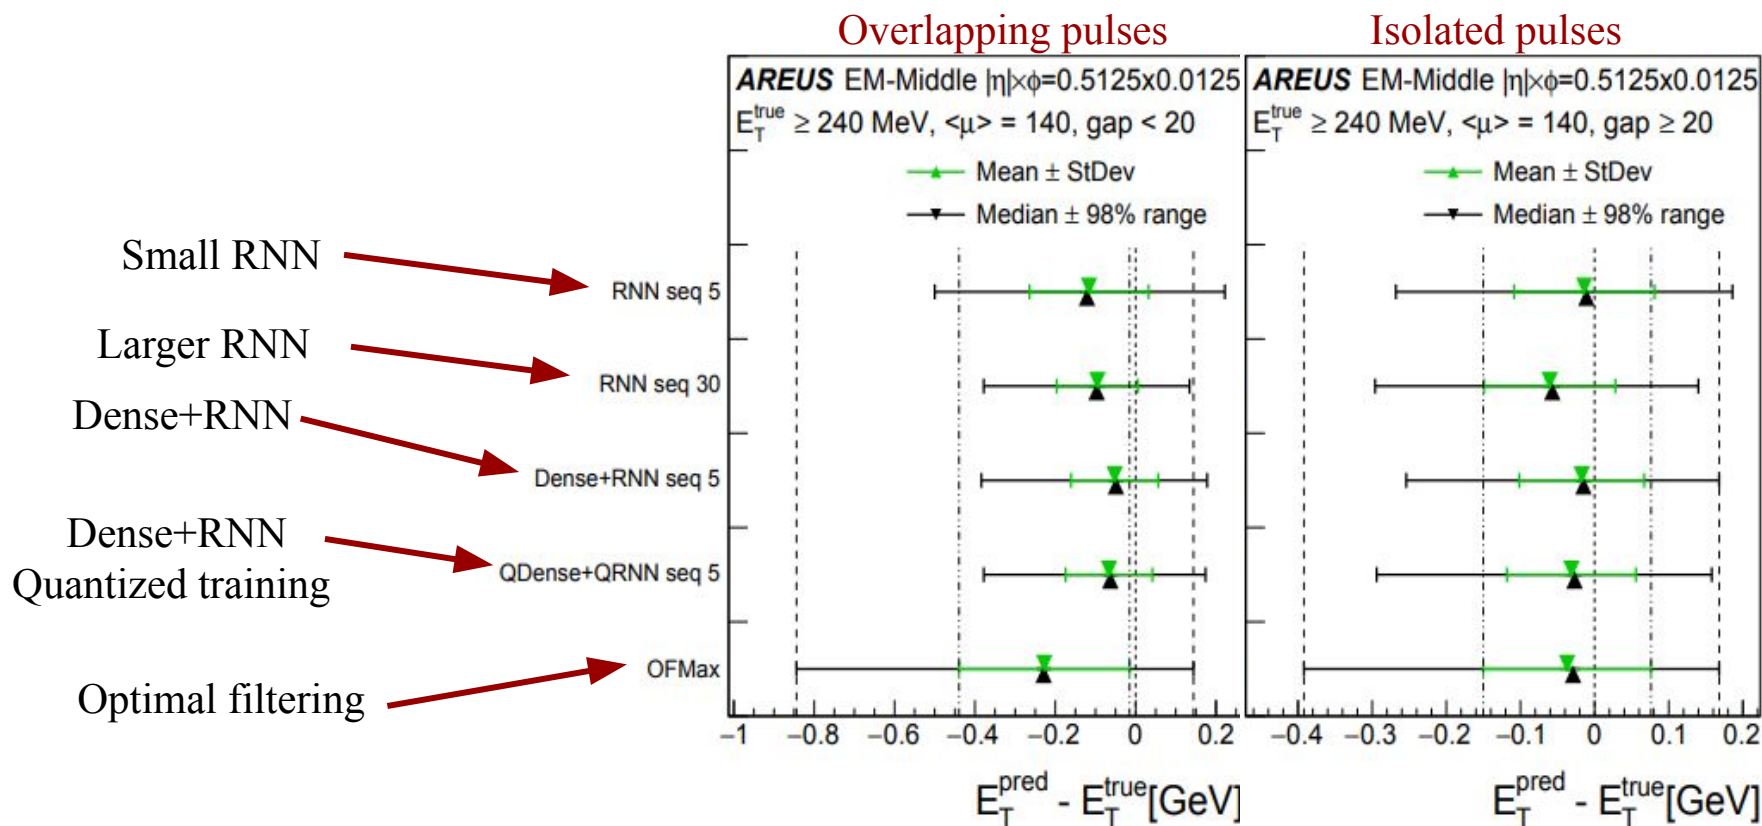 Overlapping pulses
Isolated pulses
AREUS EM-Middle |η|×ϕ=0.5125x0.0125
E_T^true ≥ 240 MeV, <μ> = 140, gap < 20
Mean ± StDev
Median ± 98% range
AREUS EM-Middle |η|×ϕ=0.5125x0.0125
E_T^true ≥ 240 MeV, <μ> = 140, gap ≥ 20
Mean ± StDev
Median ± 98% range
Small RNN
RNN seq 5
Larger RNN
RNN seq 30
Dense+RNN
Dense+RNN seq 5
Dense+RNN
Quantized training
QDense+QRNN seq 5
Optimal filtering
OFMax
−1 −0.8 −0.6 −0.4 −0.2 0 0.2
E_T^pred - E_T^true[GeV]
−0.4 −0.3 −0.2 −0.1 0 0.1 0.2
E_T^pred - E_T^true[GeV]